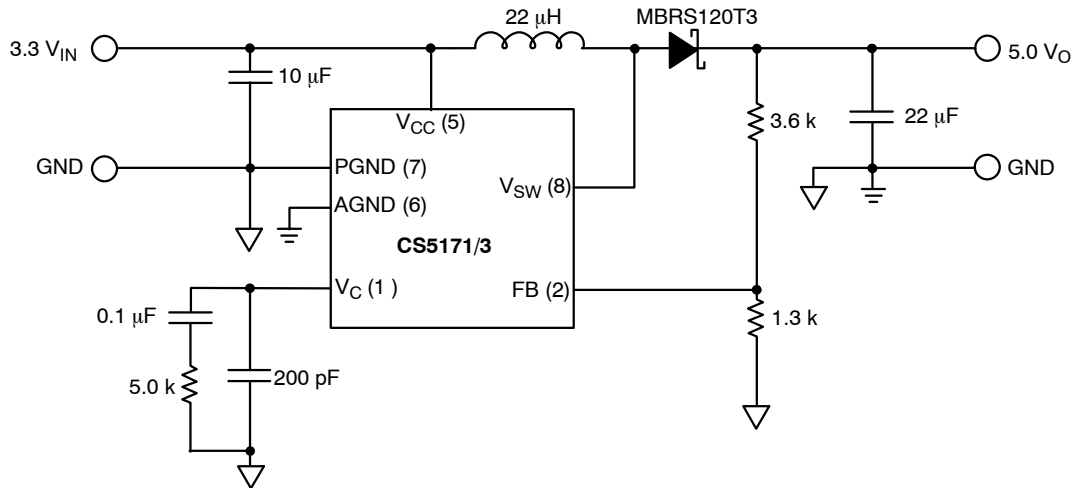 22 μH
MBRS120T3
3.3 V_IN
5.0 V_O
10 μF
V_CC (5)
3.6 k
22 μF
GND
PGND (7)
GND
V_SW (8)
AGND (6)
CS5171/3
V_C (1 )
FB (2)
0.1 μF
1.3 k
5.0 k
200 pF